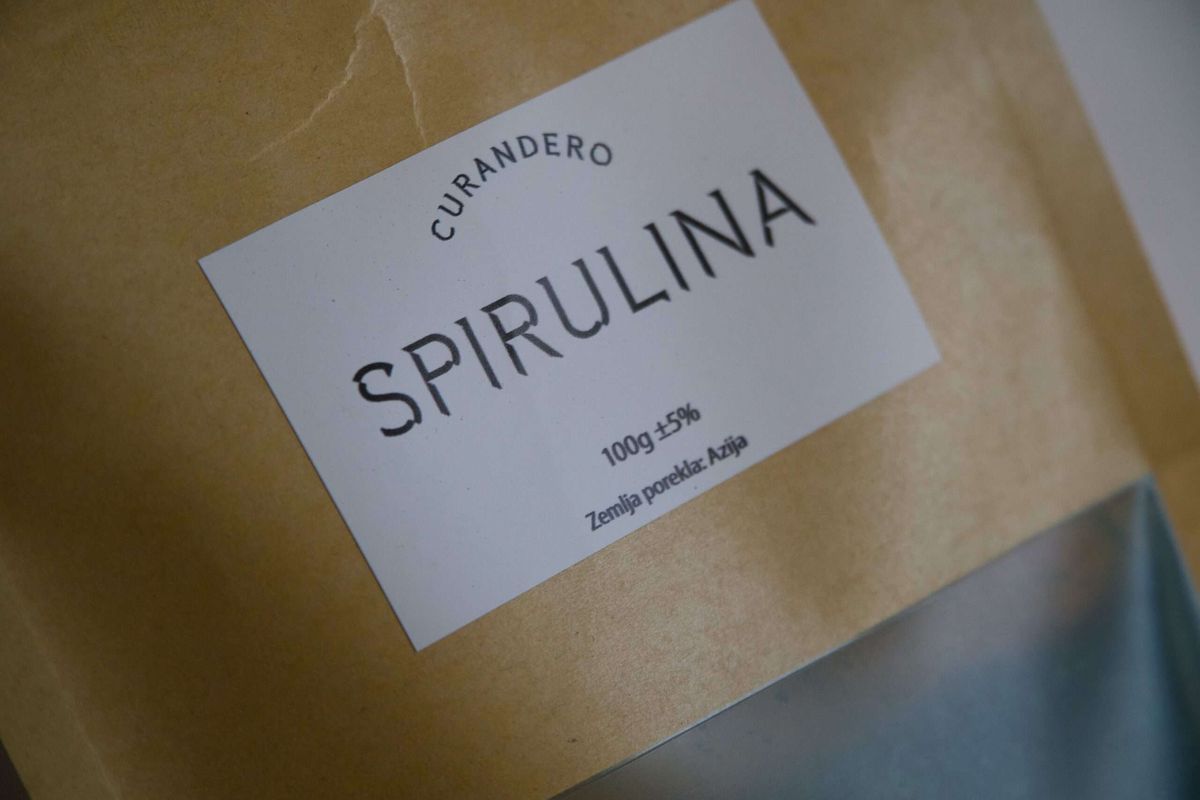 CURANDERO
SPIRULINA
100g ±5%
Zemlja porekla: Azija